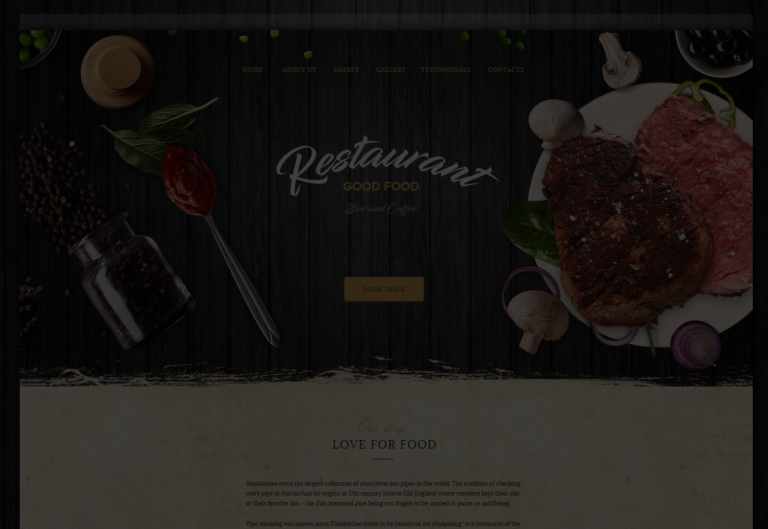 HOME ABOUT US SHARES GALLERY TESTIMONIALS CONTACTS
Restaurant
GOOD FOOD
Bar and Coffee
BOOK TABLE
Our story
LOVE FOR FOOD
Steakhouse owns the largest collection of churchwarden pipes in the world. The tradition of checking
one's pipe at the inn had its origins in 17th century Merrie Old England where travelers kept their clay
at their favorite inn – the thin stemmed pipe being too fragile to be carried in purse or saddlebag.
Pipe smoking was known since Elizabethan times to be beneficial for dissipating "evil homourse of the